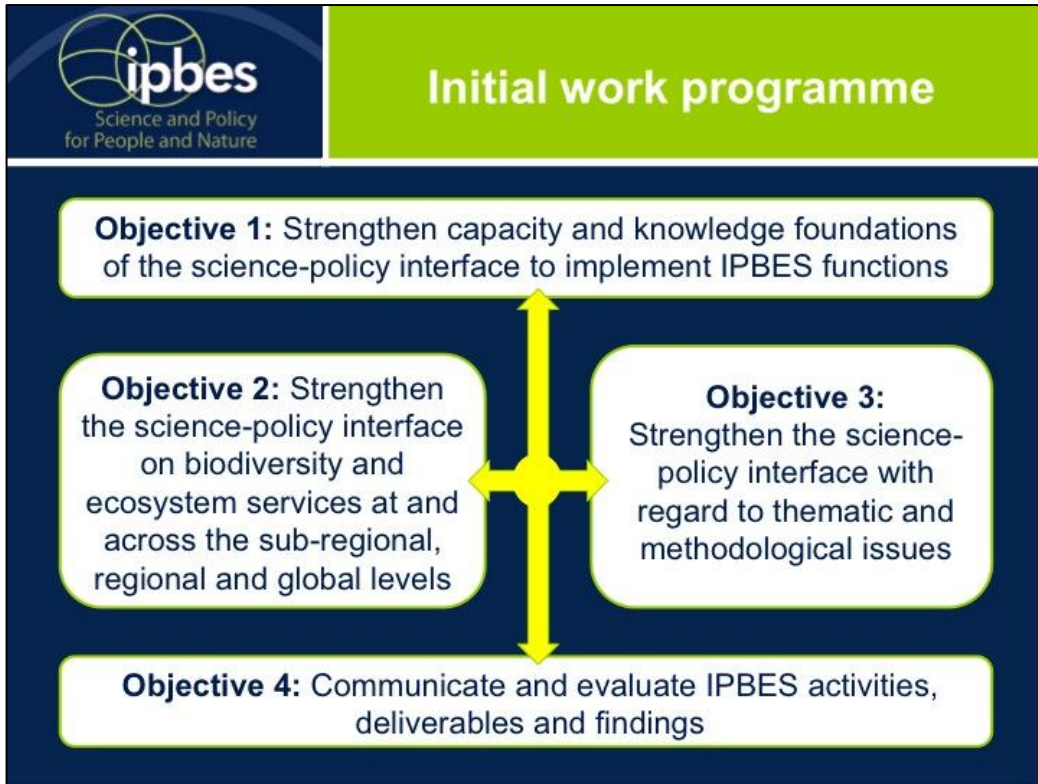 ipbes
Science and Policy
for People and Nature
Initial work programme
Objective 1: Strengthen capacity and knowledge foundations
of the science-policy interface to implement IPBES functions
Objective 2: Strengthen
the science-policy interface
on biodiversity and
ecosystem services at and
across the sub-regional,
regional and global levels
Objective 3:
Strengthen the science-
policy interface with
regard to thematic and
methodological issues
Objective 4: Communicate and evaluate IPBES activities,
deliverables and findings